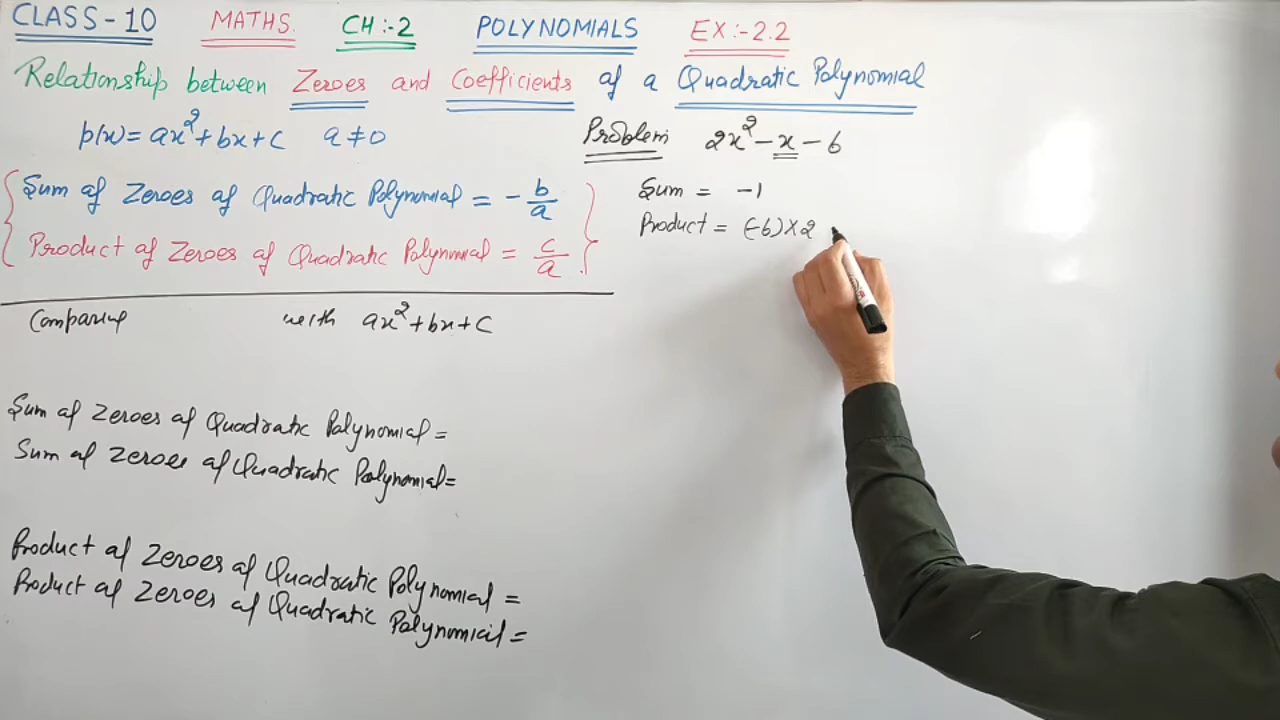 CLASS-10 MATHS. CH:-2 POLYNOMIALS EX:-2.2
Relationship between Zeroes and Coefficients of a Quadratic Polynomial
p(x)= ax²+bx+c a≠0
Sum of Zeroes of Quadratic Polynomial = -b/a
Product of Zeroes of Quadratic Polynomial = c/a.
Problem 2x²-x-6
Sum = -1
Product = (-6)×2
Comparing with ax²+bx+c
Sum of Zeroes of Quadratic Polynomial=
Sum of Zeroes of Quadratic Polynomial=
Product of Zeroes of Quadratic Polynomial =
Product of Zeroes of Quadratic Polynomial =